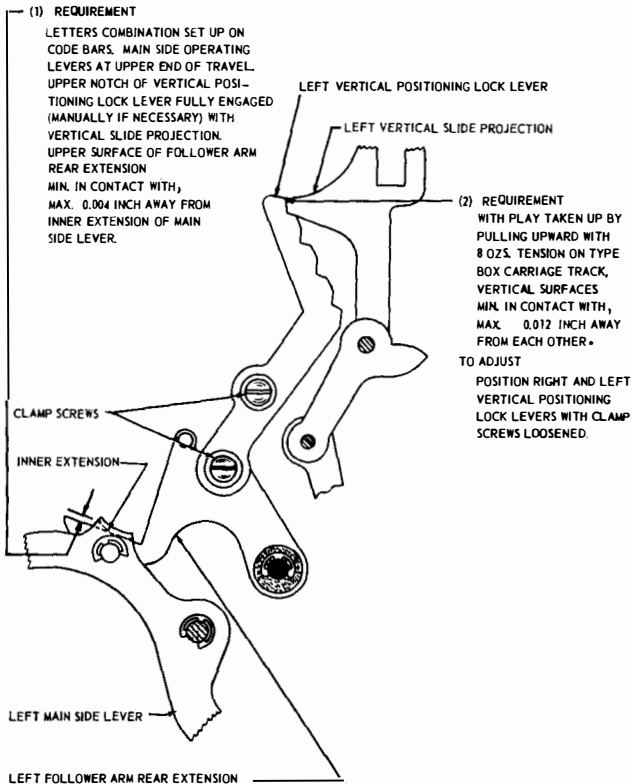 (1) REQUIREMENT
LETTERS COMBINATION SET UP ON
CODE BARS. MAIN SIDE OPERATING
LEVERS AT UPPER END OF TRAVEL.
UPPER NOTCH OF VERTICAL POSI-
TIONING LOCK LEVER FULLY ENGAGED
(MANUALLY IF NECESSARY) WITH
VERTICAL SLIDE PROJECTION.
UPPER SURFACE OF FOLLOWER ARM
REAR EXTENSION
MIN. IN CONTACT WITH,
MAX. 0.004 INCH AWAY FROM
INNER EXTENSION OF MAIN
SIDE LEVER.
LEFT VERTICAL POSITIONING LOCK LEVER
LEFT VERTICAL SLIDE PROJECTION
(2) REQUIREMENT
WITH PLAY TAKEN UP BY
PULLING UPWARD WITH
8 OZS. TENSION ON TYPE
BOX CARRIAGE TRACK,
VERTICAL SURFACES
MIN. IN CONTACT WITH,
MAX. 0.012 INCH AWAY
FROM EACH OTHER.
TO ADJUST
POSITION RIGHT AND LEFT
VERTICAL POSITIONING
LOCK LEVERS WITH CLAMP
SCREWS LOOSENED.
CLAMP SCREWS
INNER EXTENSION
LEFT MAIN SIDE LEVER
LEFT FOLLOWER ARM REAR EXTENSION